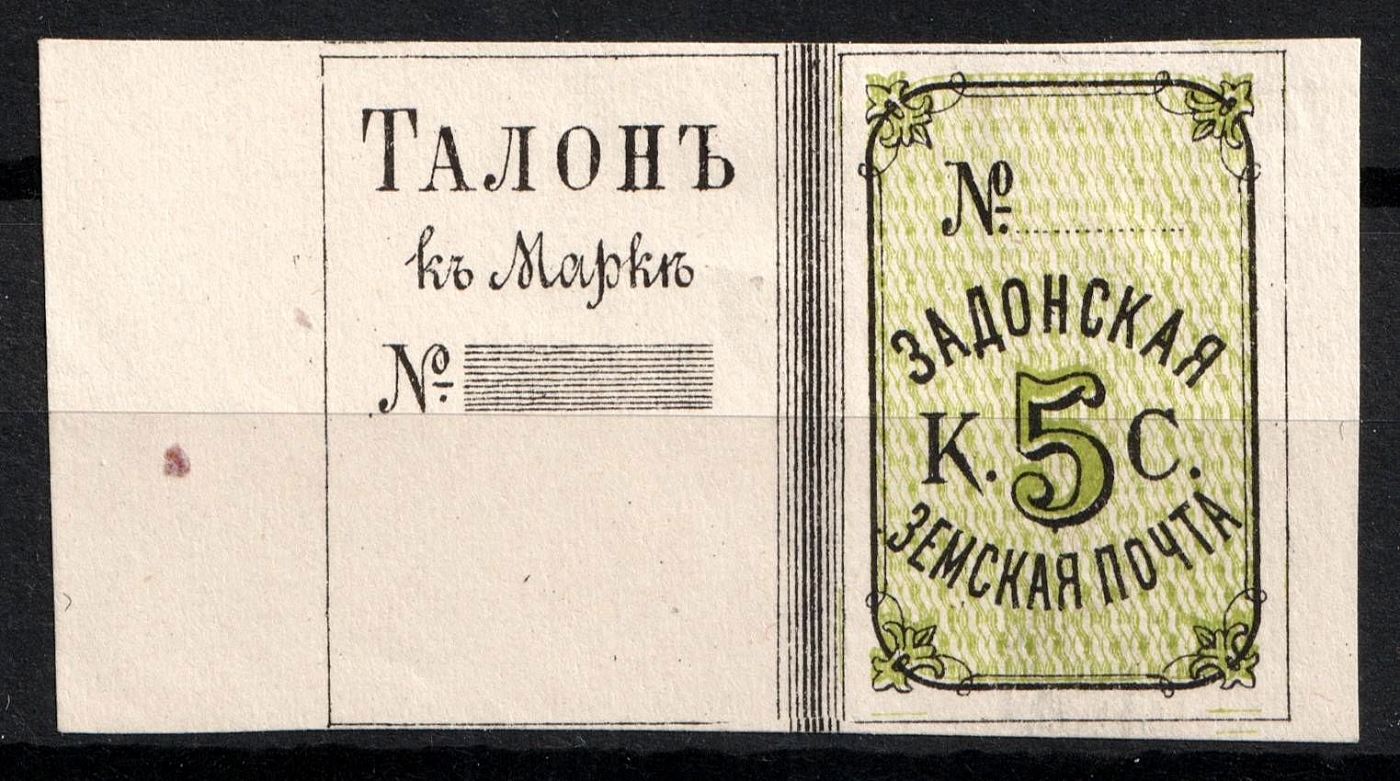 Талонъ
къ Маркѣ
№
№
ЗАДОНСКАЯ
К. 5 С.
ЗЕМСКАЯ ПОЧТА